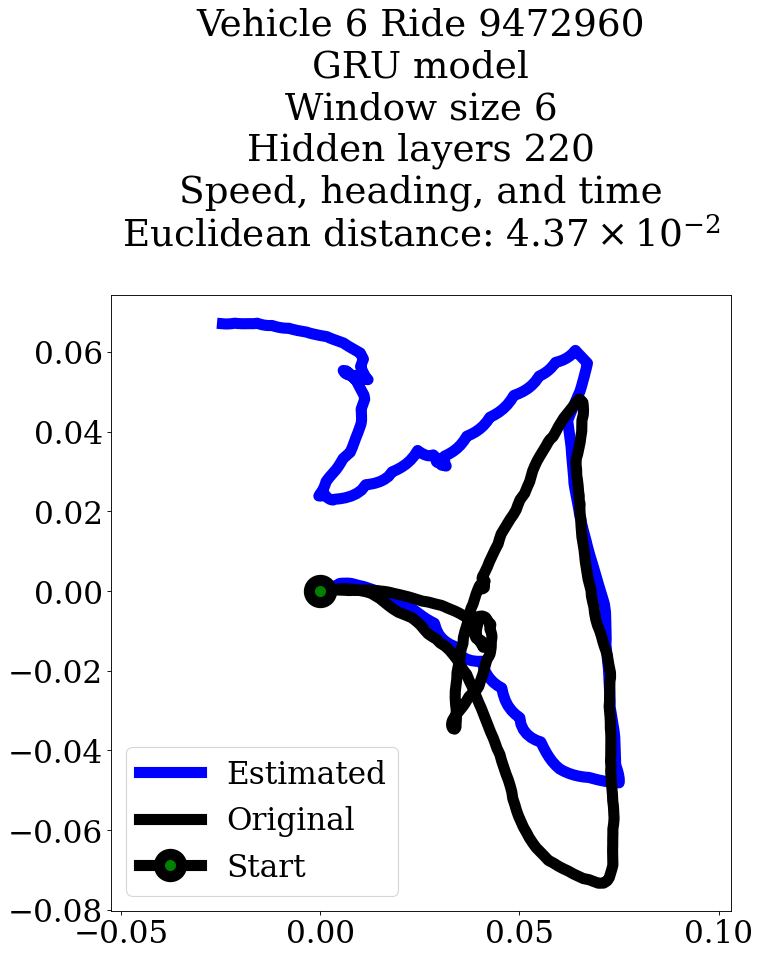 Vehicle 6 Ride 9472960
GRU model
Window size 6
Hidden layers 220
Speed, heading, and time
Euclidean distance: 4.37 × 10⁻²
0.06
0.04
0.02
0.00
−0.02
−0.04
−0.06
−0.08
Estimated
Original
Start
−0.05 0.00 0.05 0.10